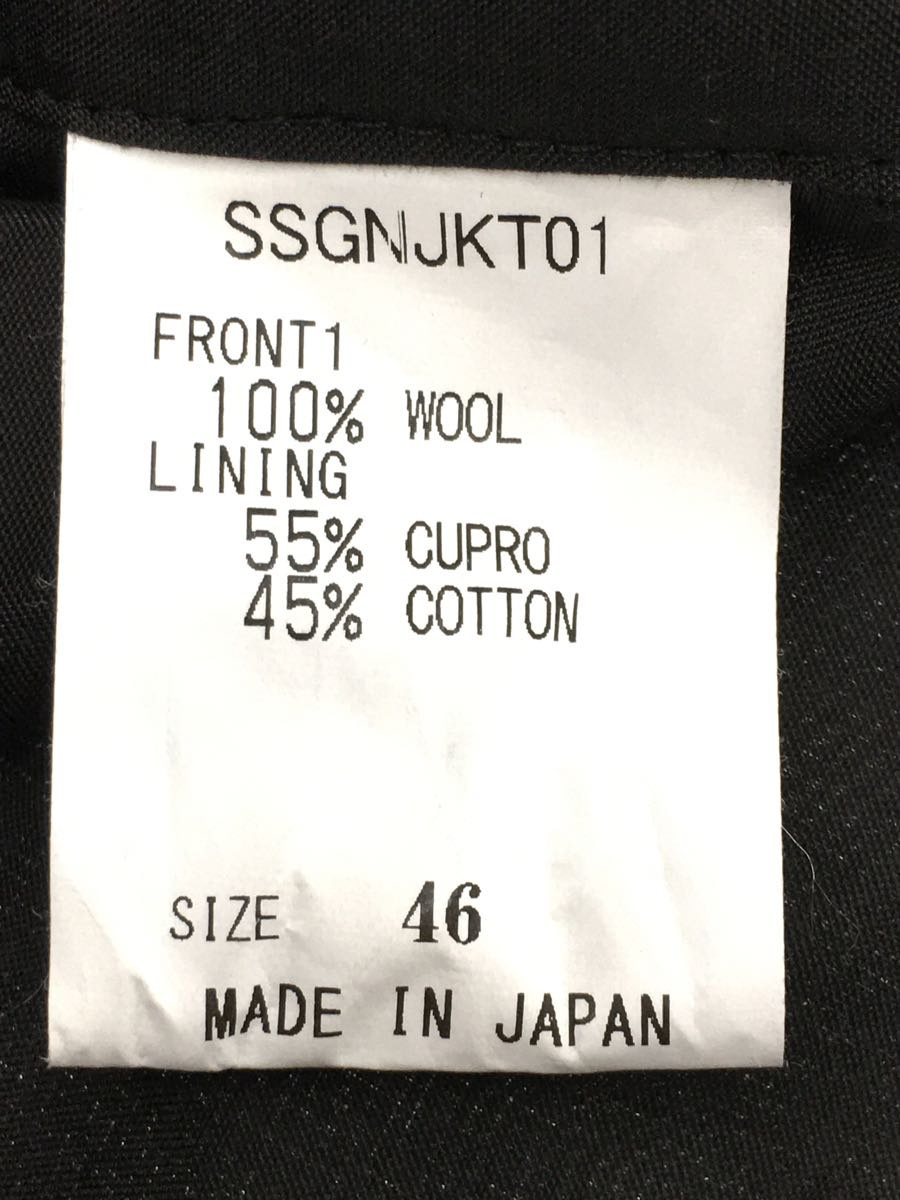 SSGNJKT01
FRONT1
100% WOOL
LINING
55% CUPRO
45% COTTON
SIZE 46
MADE IN JAPAN